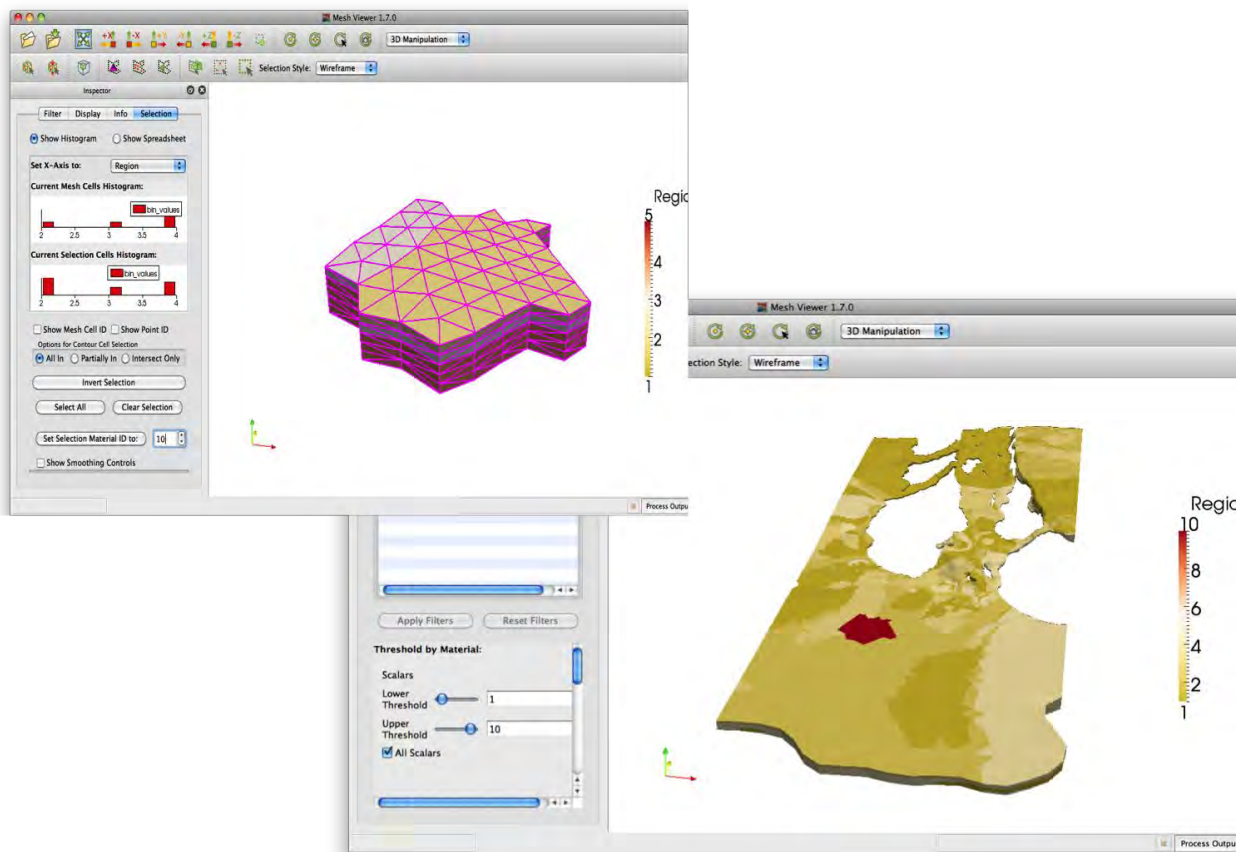 Mesh Viewer 1.7.0
+X -X +Y -Y +Z -Z 3D Manipulation
Selection Style: Wireframe
Inspector
Filter Display Info Selection
Show Histogram Show Spreadsheet
Set X-Axis to: Region
Current Mesh Cells Histogram:
bin_values
2 2.5 3 3.5 4
Current Selection Cells Histogram:
bin_values
2 2.5 3 3.5 4
Show Mesh Cell ID Show Point ID
Options for Contour Cell Selection
All In Partially In Intersect Only
Invert Selection
Select All Clear Selection
Set Selection Material ID to: 10
Show Smoothing Controls
Regio
5
4
3
2
1
Process Outpu
Mesh Viewer 1.7.0
3D Manipulation
ection Style: Wireframe
Apply Filters Reset Filters
Threshold by Material:
Scalars
Lower
Threshold 1
Upper
Threshold 10
All Scalars
Regio
10
8
6
4
2
1
Process Outpu